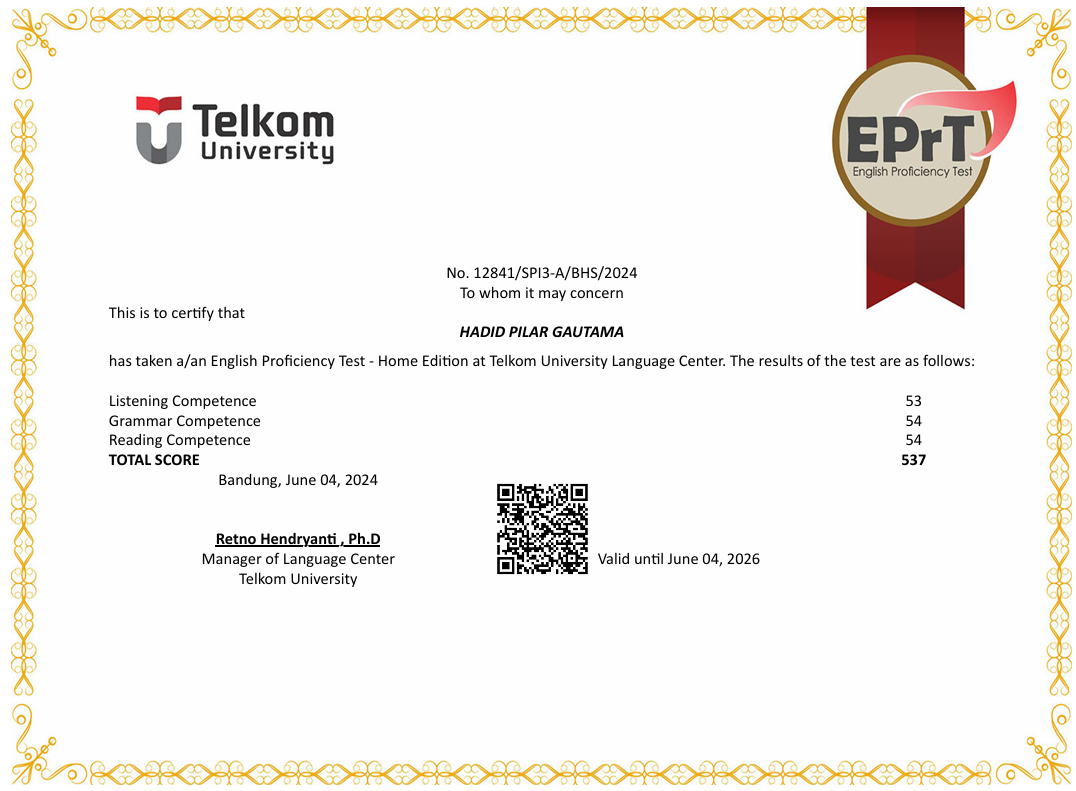 Telkom
University
EPrT
English Proficiency Test
No. 12841/SPI3-A/BHS/2024
To whom it may concern
This is to certify that
HADID PILAR GAUTAMA
has taken a/an English Proficiency Test - Home Edition at Telkom University Language Center. The results of the test are as follows:
Listening Competence 53
Grammar Competence 54
Reading Competence 54
TOTAL SCORE 537
Bandung, June 04, 2024
Retno Hendryanti , Ph.D
Manager of Language Center
Telkom University
Valid until June 04, 2026